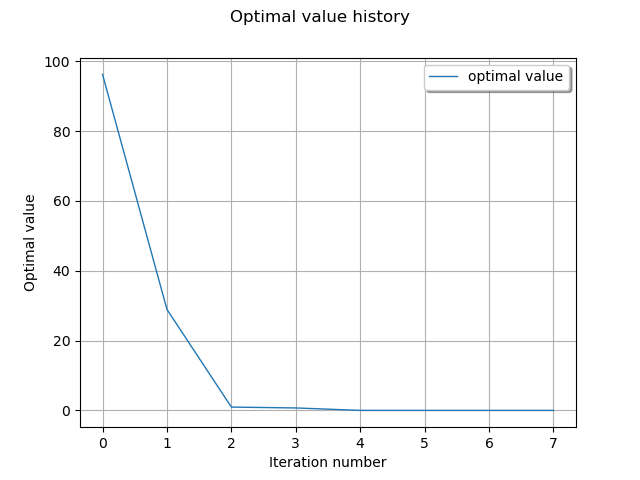 Optimal value history
optimal value
Optimal value
100
80
60
40
20
0
0 1 2 3 4 5 6 7
Iteration number